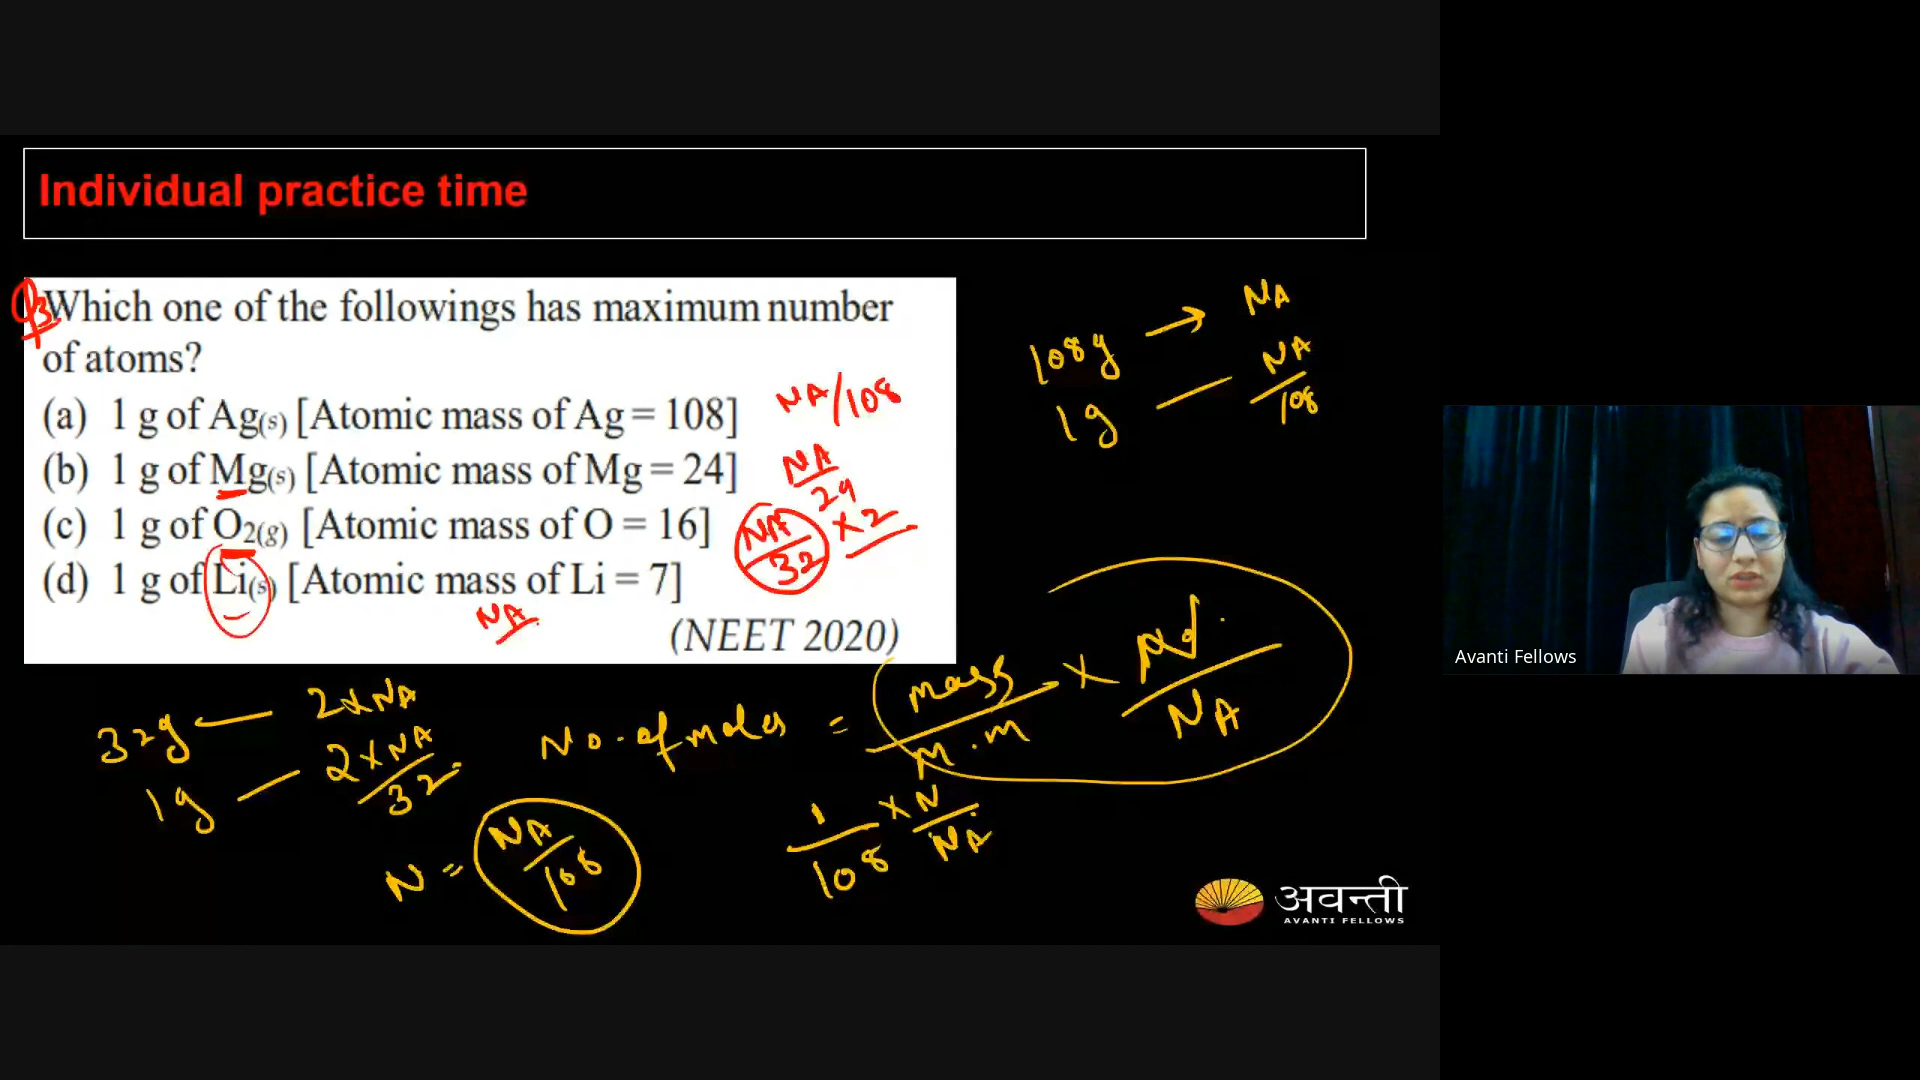 Individual practice time
Q3
Which one of the followings has maximum number
of atoms?
(a) 1 g of Ag(s) [Atomic mass of Ag = 108] NA/108
(b) 1 g of Mg(s) [Atomic mass of Mg = 24] NA/24
(c) 1 g of O2(g) [Atomic mass of O = 16] NA/32 × 2
(d) 1 g of Li(s) [Atomic mass of Li = 7]
NA
(NEET 2020)
108g → NA
1g — NA/108
32g — 2×NA
1g — 2×NA/32
No. of moles = mass/M.m ×
NA
1/108 × N/NA
N = NA/108
Avanti Fellows
अवन्ती
AVANTI FELLOWS